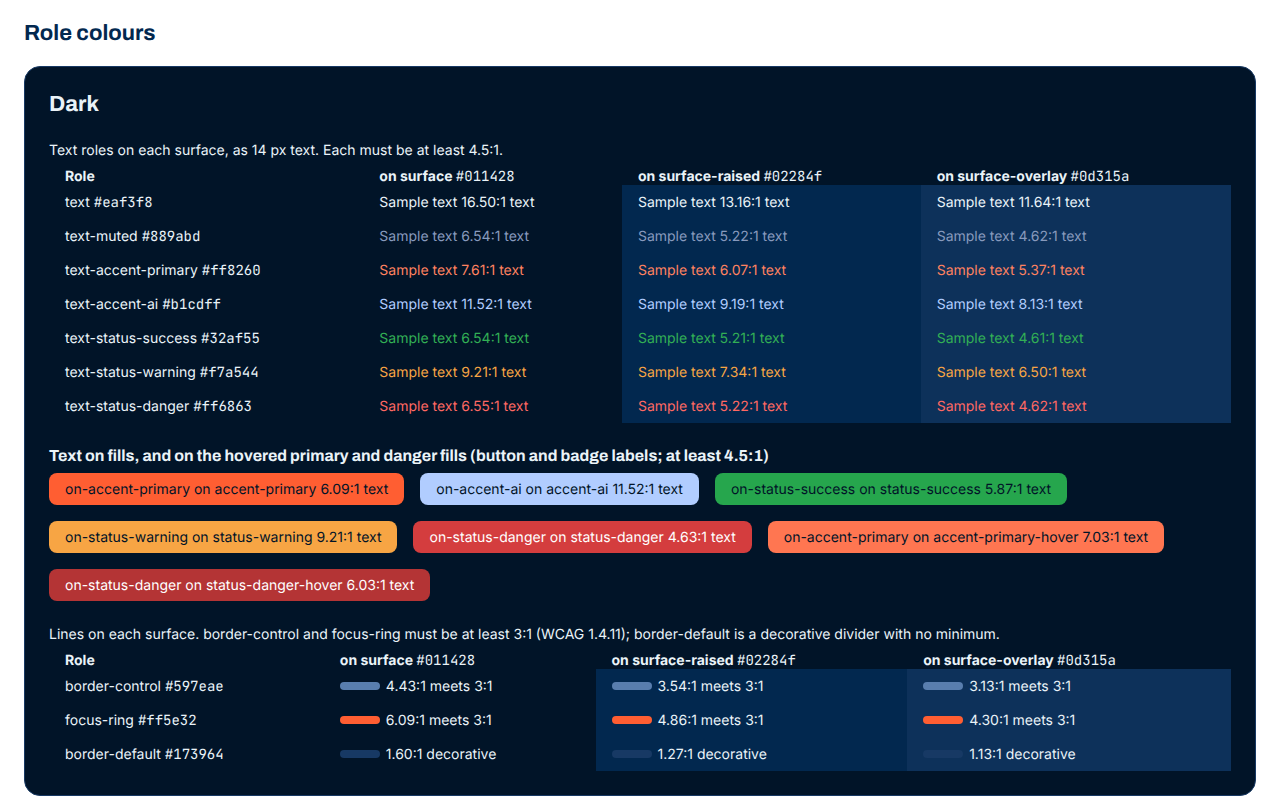 Role colours
Dark
Text roles on each surface, as 14 px text. Each must be at least 4.5:1.
Role on surface #011428 on surface-raised #02284f on surface-overlay #0d315a
text #eaf3f8 Sample text 16.50:1 text Sample text 13.16:1 text Sample text 11.64:1 text
text-muted #889abd Sample text 6.54:1 text Sample text 5.22:1 text Sample text 4.62:1 text
text-accent-primary #ff8260 Sample text 7.61:1 text Sample text 6.07:1 text Sample text 5.37:1 text
text-accent-ai #b1cdff Sample text 11.52:1 text Sample text 9.19:1 text Sample text 8.13:1 text
text-status-success #32af55 Sample text 6.54:1 text Sample text 5.21:1 text Sample text 4.61:1 text
text-status-warning #f7a544 Sample text 9.21:1 text Sample text 7.34:1 text Sample text 6.50:1 text
text-status-danger #ff6863 Sample text 6.55:1 text Sample text 5.22:1 text Sample text 4.62:1 text
Text on fills, and on the hovered primary and danger fills (button and badge labels; at least 4.5:1)
on-accent-primary on accent-primary 6.09:1 text on-accent-ai on accent-ai 11.52:1 text on-status-success on status-success 5.87:1 text
on-status-warning on status-warning 9.21:1 text on-status-danger on status-danger 4.63:1 text on-accent-primary on accent-primary-hover 7.03:1 text
on-status-danger on status-danger-hover 6.03:1 text
Lines on each surface. border-control and focus-ring must be at least 3:1 (WCAG 1.4.11); border-default is a decorative divider with no minimum.
Role on surface #011428 on surface-raised #02284f on surface-overlay #0d315a
border-control #597eae 4.43:1 meets 3:1 3.54:1 meets 3:1 3.13:1 meets 3:1
focus-ring #ff5e32 6.09:1 meets 3:1 4.86:1 meets 3:1 4.30:1 meets 3:1
border-default #173964 1.60:1 decorative 1.27:1 decorative 1.13:1 decorative